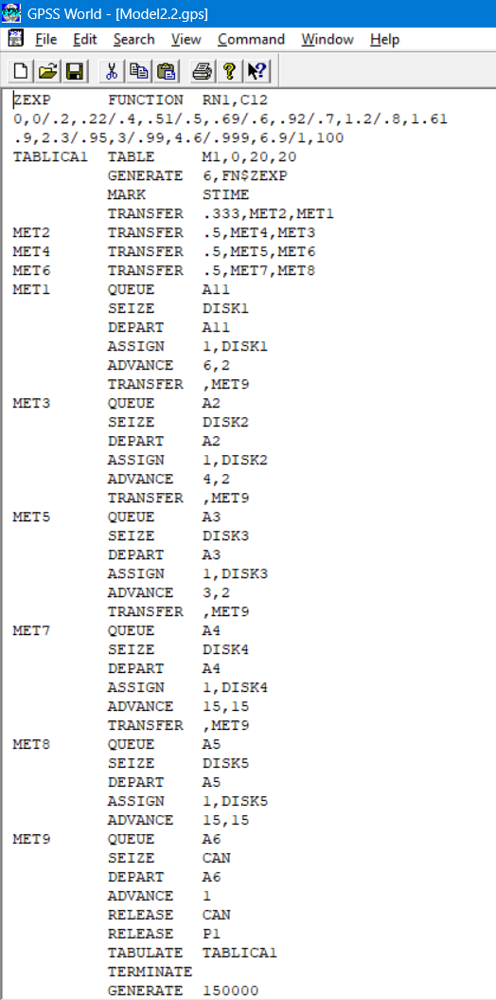 GPSS World - [Model2.2.gps]
File Edit Search View Command Window Help
ZEXP FUNCTION RN1,C12
0,0/.2,.22/.4,.51/.5,.69/.6,.92/.7,1.2/.8,1.61
.9,2.3/.95,3/.99,4.6/.999,6.9/1,100
TABLICA1 TABLE M1,0,20,20
GENERATE 6,FN$ZEXP
MARK STIME
TRANSFER .333,MET2,MET1
MET2 TRANSFER .5,MET4,MET3
MET4 TRANSFER .5,MET5,MET6
MET6 TRANSFER .5,MET7,MET8
MET1 QUEUE A11
SEIZE DISK1
DEPART A11
ASSIGN 1,DISK1
ADVANCE 6,2
TRANSFER ,MET9
MET3 QUEUE A2
SEIZE DISK2
DEPART A2
ASSIGN 1,DISK2
ADVANCE 4,2
TRANSFER ,MET9
MET5 QUEUE A3
SEIZE DISK3
DEPART A3
ASSIGN 1,DISK3
ADVANCE 3,2
TRANSFER ,MET9
MET7 QUEUE A4
SEIZE DISK4
DEPART A4
ASSIGN 1,DISK4
ADVANCE 15,15
TRANSFER ,MET9
MET8 QUEUE A5
SEIZE DISK5
DEPART A5
ASSIGN 1,DISK5
ADVANCE 15,15
MET9 QUEUE A6
SEIZE CAN
DEPART A6
ADVANCE 1
RELEASE CAN
RELEASE P1
TABULATE TABLICA1
TERMINATE
GENERATE 150000